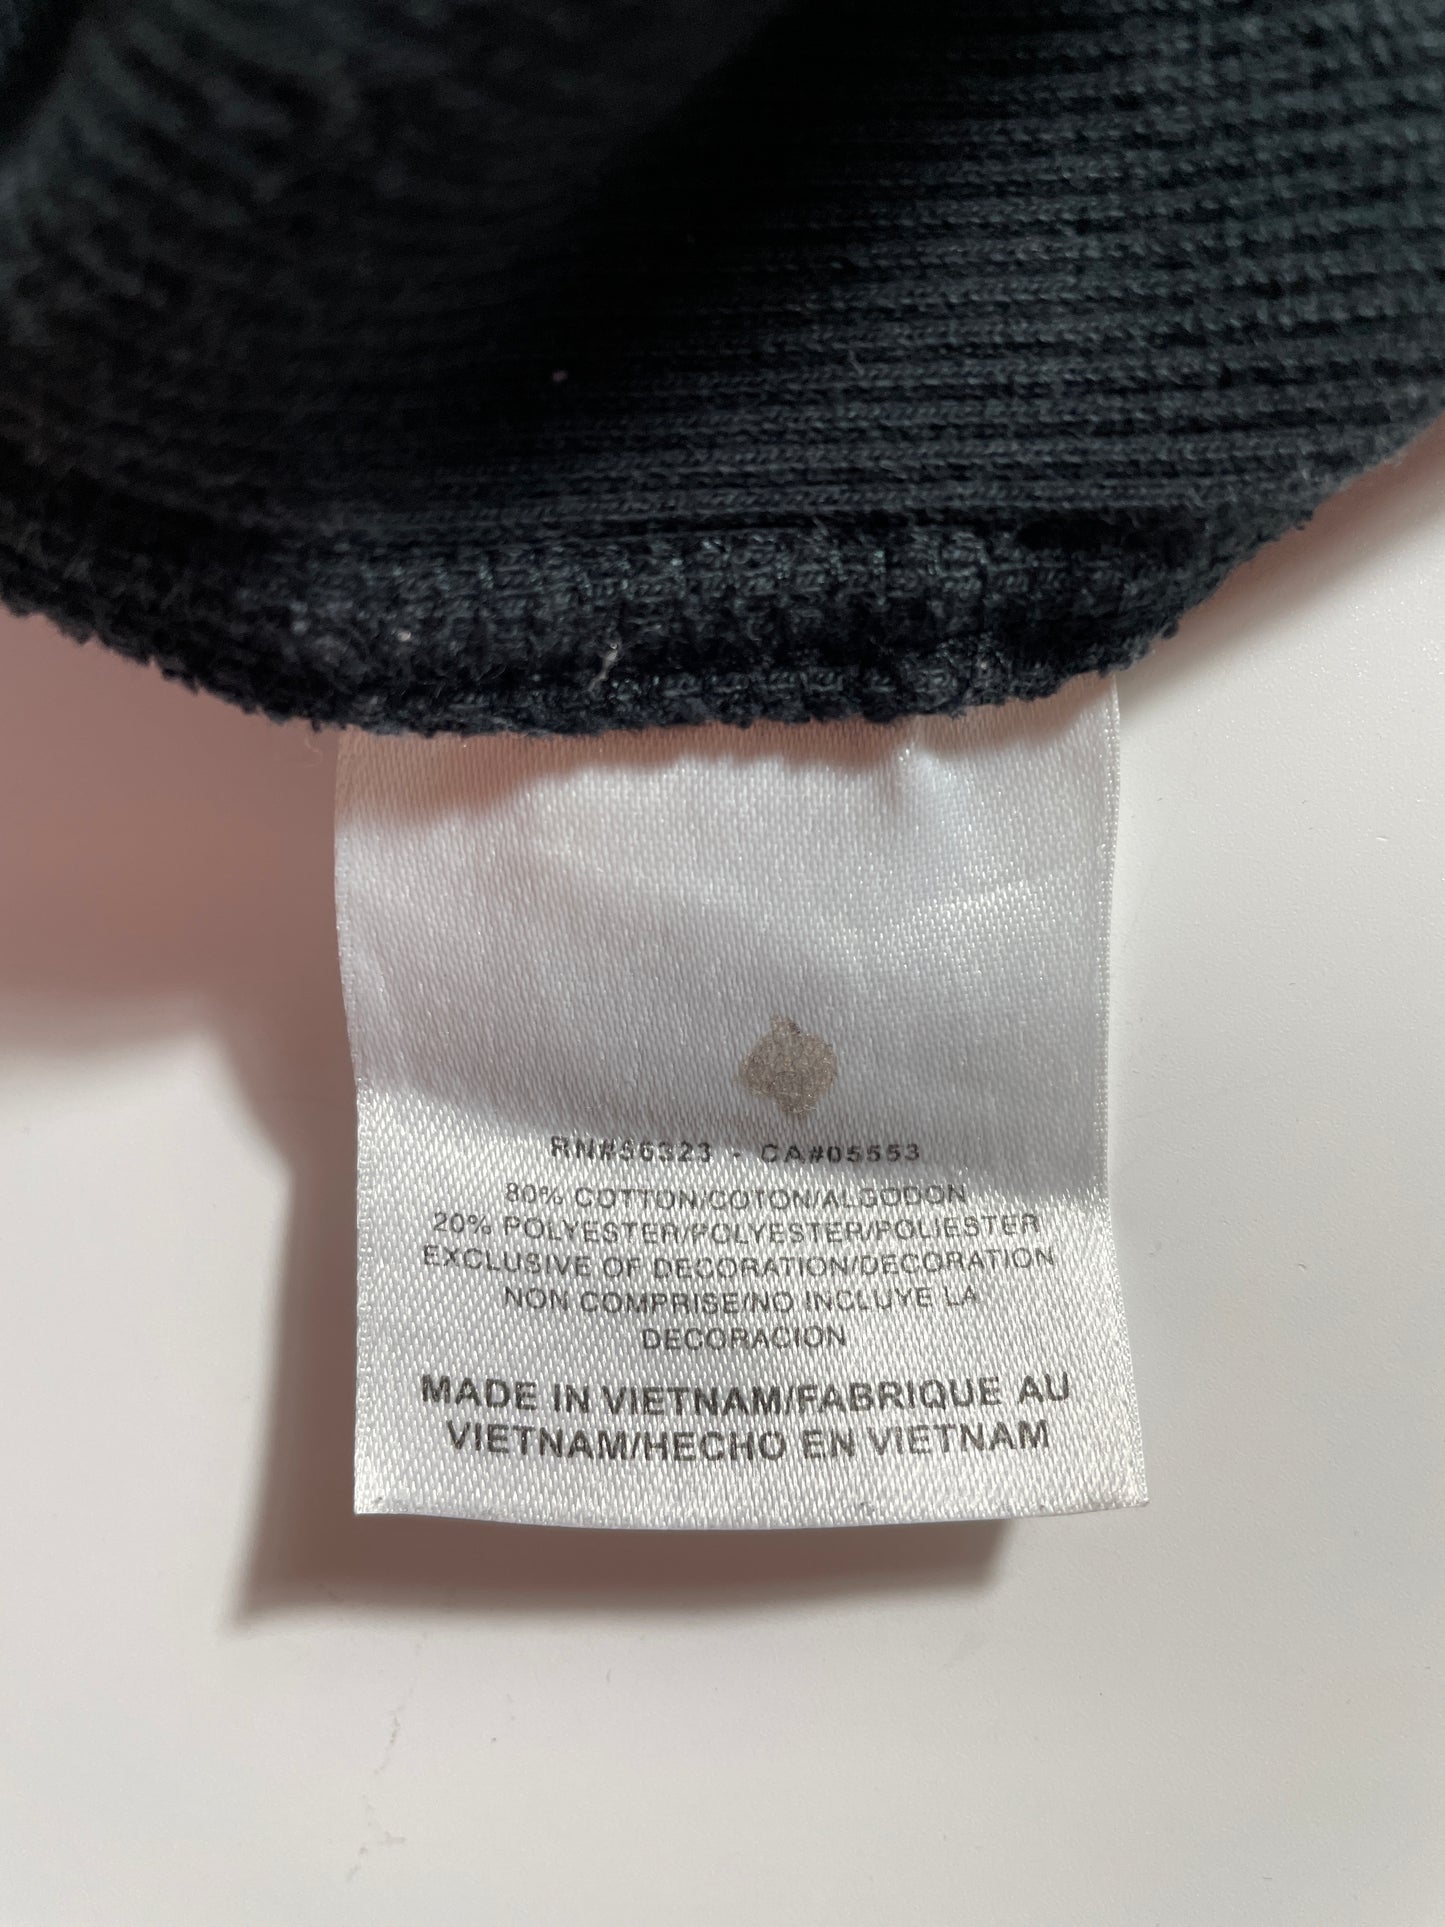 RN#56323 - CA#05553
80% COTTON/COTON/ALGODON
20% POLYESTER/POLYESTER/POLIESTER
EXCLUSIVE OF DECORATION/DECORATION
NON COMPRISE/NO INCLUYE LA
DECORACION
MADE IN VIETNAM/FABRIQUE AU
VIETNAM/HECHO EN VIETNAM